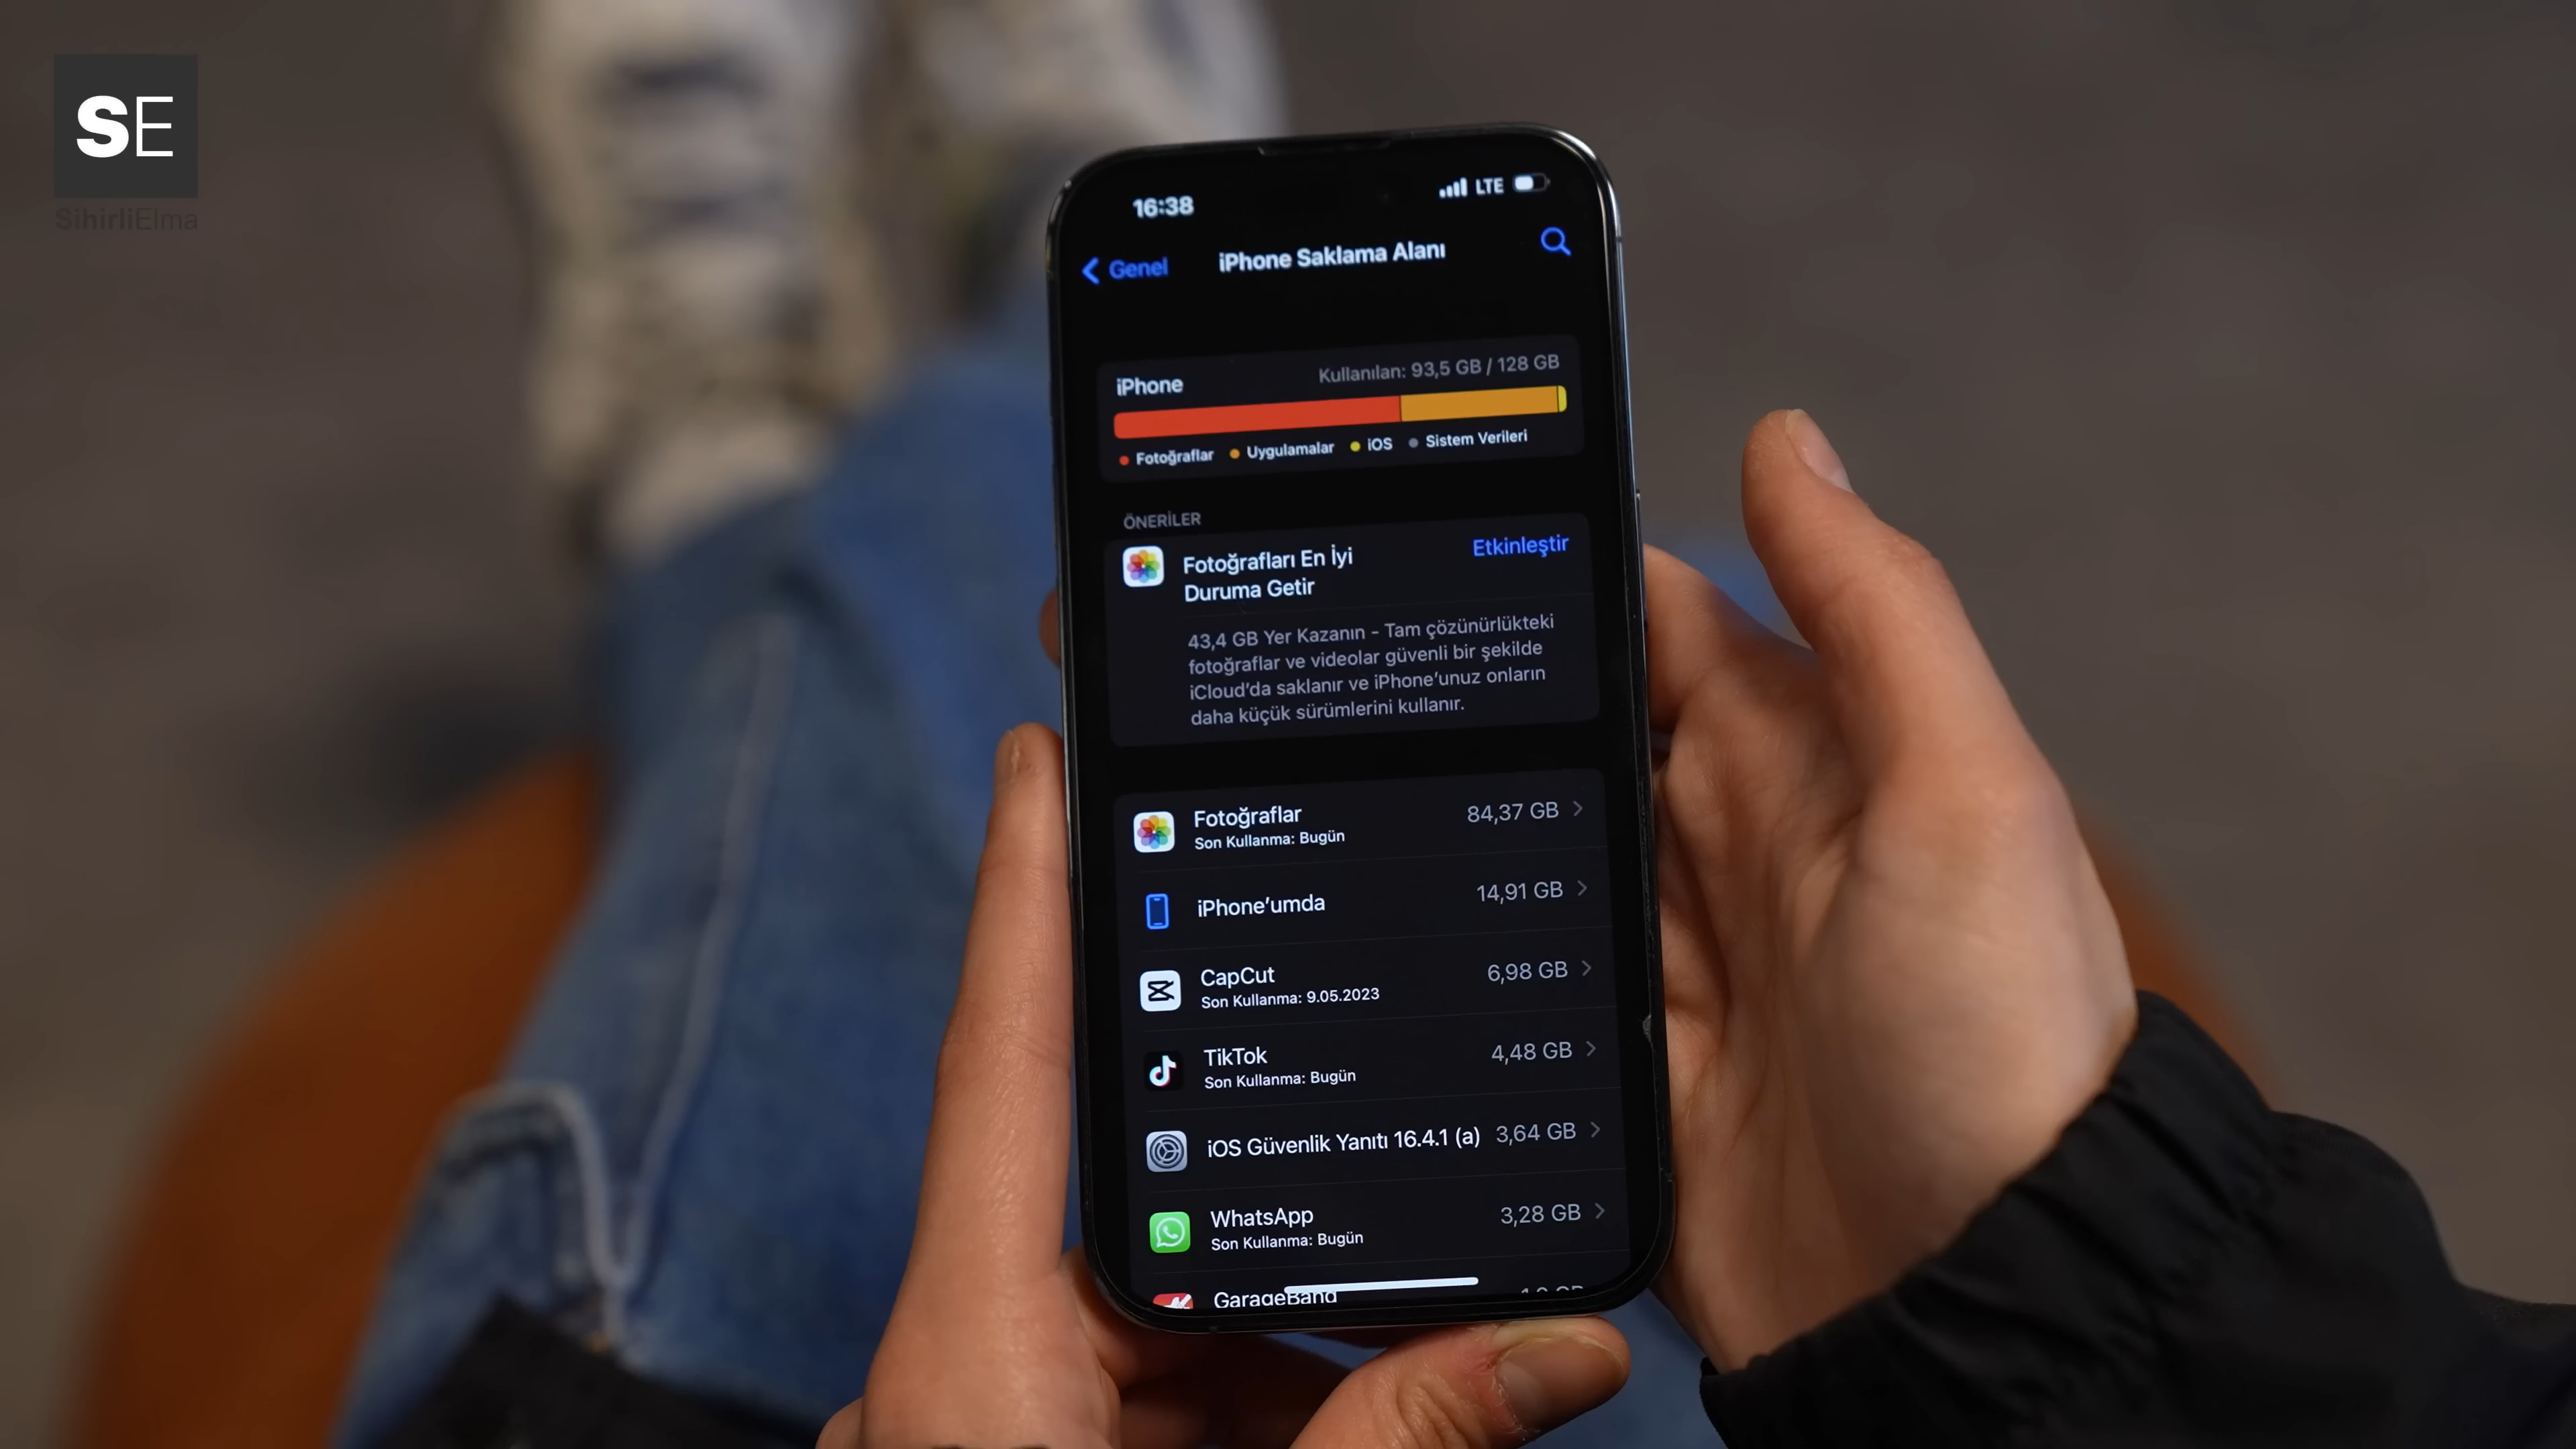 SE
SihirliElma
16:38
LTE
Genel
iPhone Saklama Alanı
iPhone
Kullanılan: 93,5 GB / 128 GB
Fotoğraflar
Uygulamalar
iOS
Sistem Verileri
ÖNERİLER
Fotoğrafları En İyi
Duruma Getir
Etkinleştir
43,4 GB Yer Kazanın - Tam çözünürlükteki
fotoğraflar ve videolar güvenli bir şekilde
iCloud'da saklanır ve iPhone'unuz onların
daha küçük sürümlerini kullanır.
Fotoğraflar
84,37 GB
Son Kullanma: Bugün
iPhone'umda
14,91 GB
CapCut
6,98 GB
Son Kullanma: 9.05.2023
TikTok
4,48 GB
Son Kullanma: Bugün
iOS Güvenlik Yanıtı 16.4.1 (a)
3,64 GB
WhatsApp
3,28 GB
Son Kullanma: Bugün
GarageBand